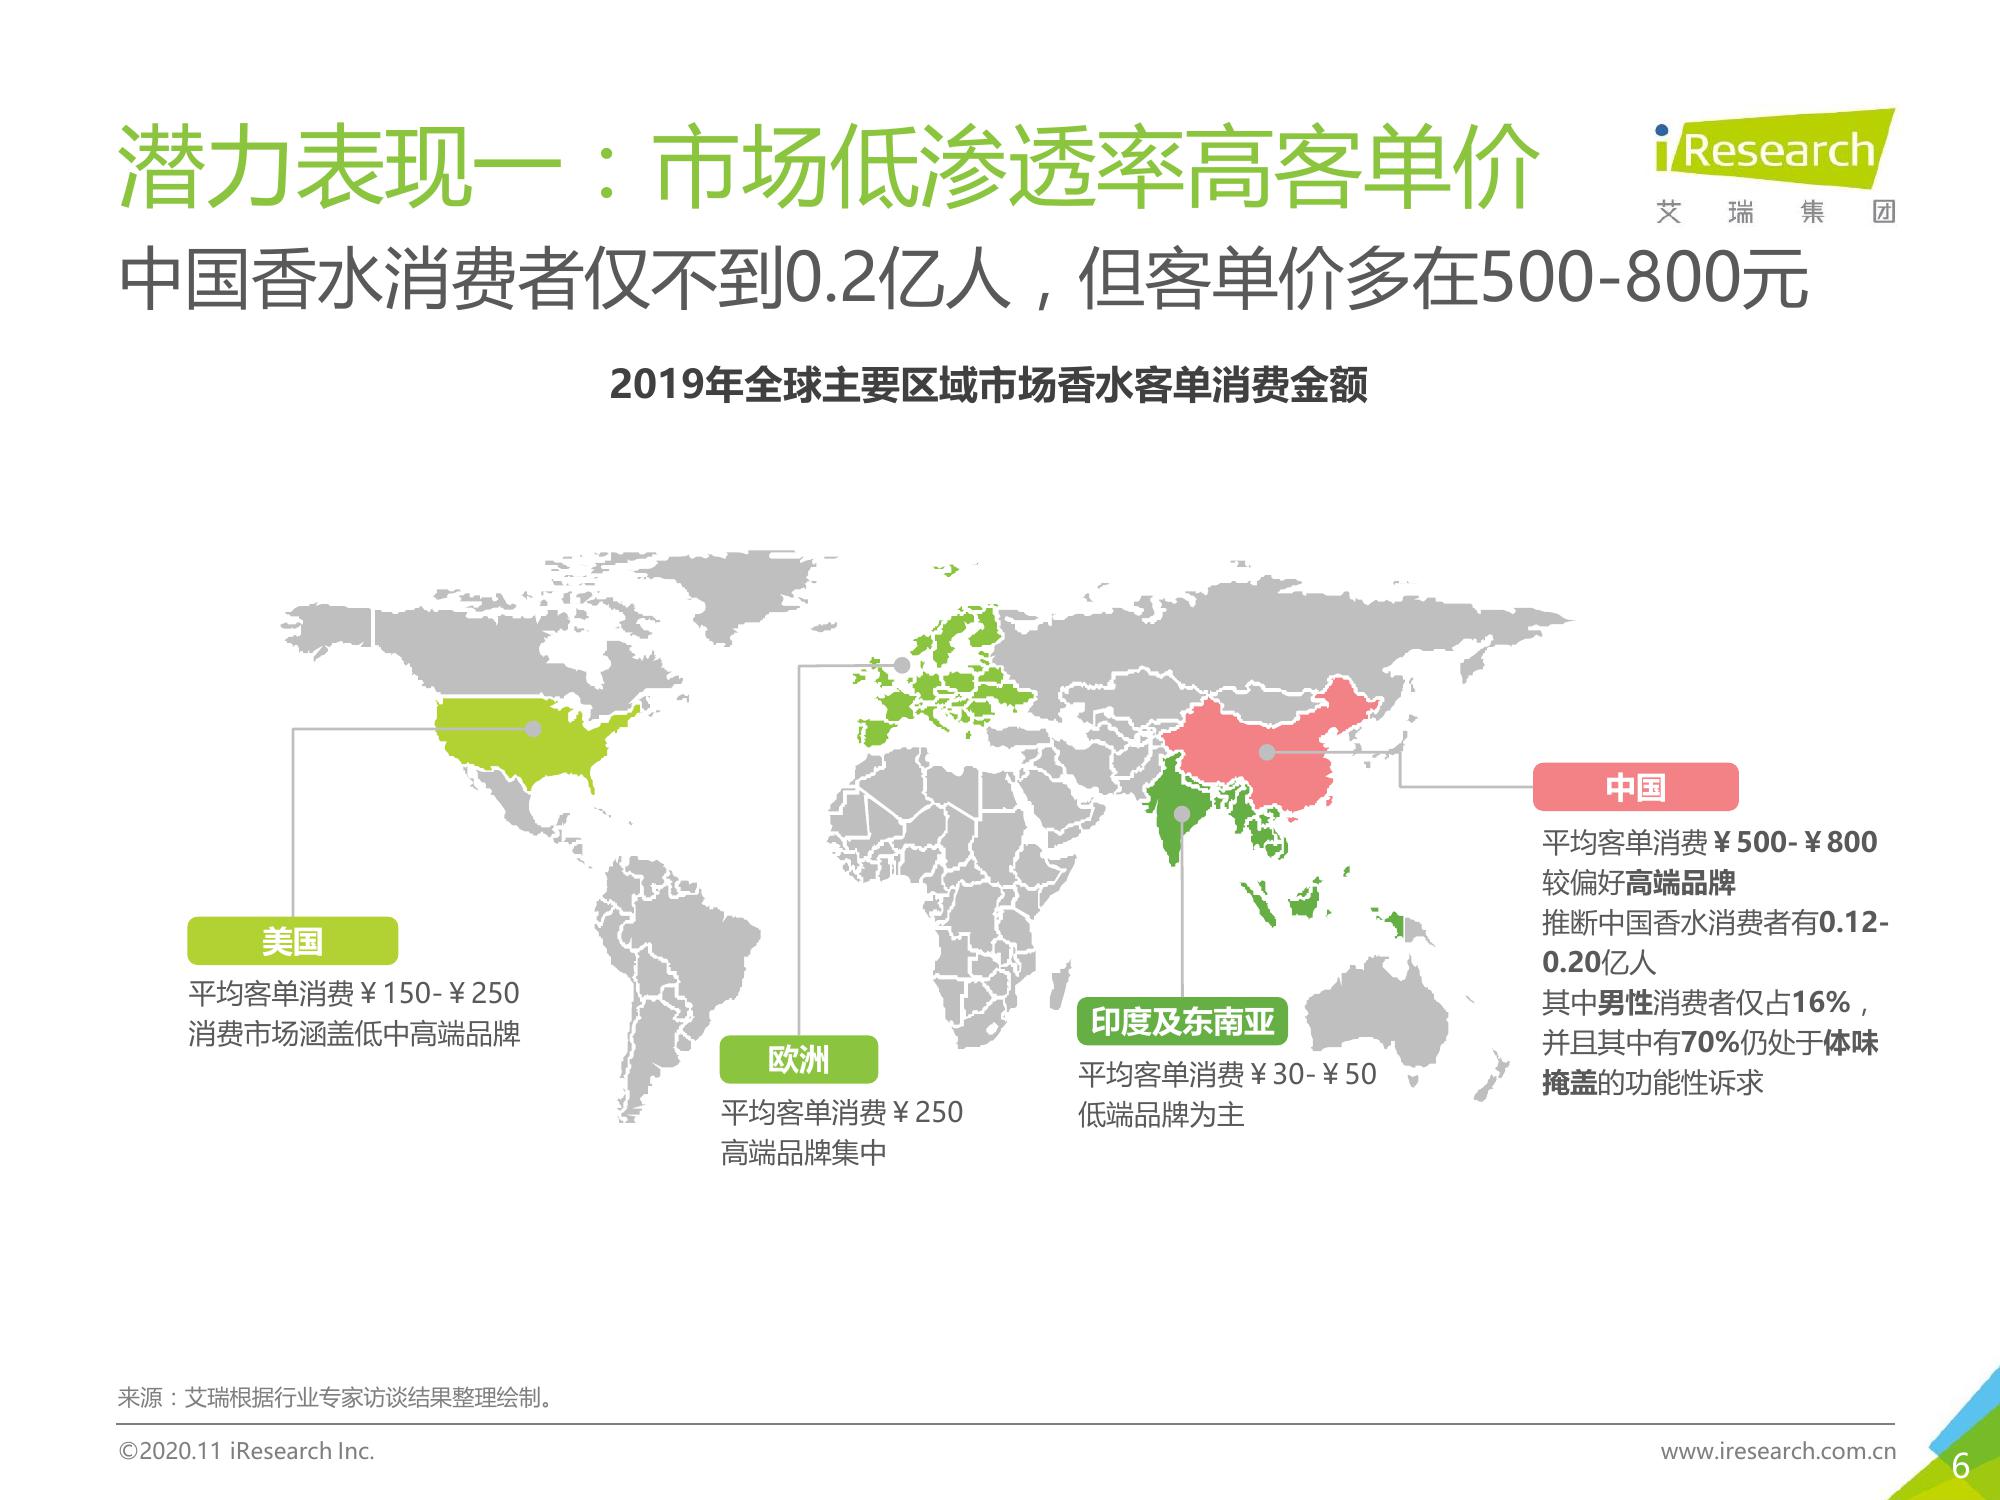 潜力表现一：市场低渗透率高客单价
iResearch
艾 瑞 集 团
中国香水消费者仅不到0.2亿人，但客单价多在500-800元
2019年全球主要区域市场香水客单消费金额
美国
平均客单消费￥150-￥250
消费市场涵盖低中高端品牌
欧洲
平均客单消费￥250
高端品牌集中
印度及东南亚
平均客单消费￥30-￥50
低端品牌为主
中国
平均客单消费￥500-￥800
较偏好高端品牌
推断中国香水消费者有0.12-
0.20亿人
其中男性消费者仅占16%，
并且其中有70%仍处于体味
掩盖的功能性诉求
来源：艾瑞根据行业专家访谈结果整理绘制。
©2020.11 iResearch Inc.
www.iresearch.com.cn
6